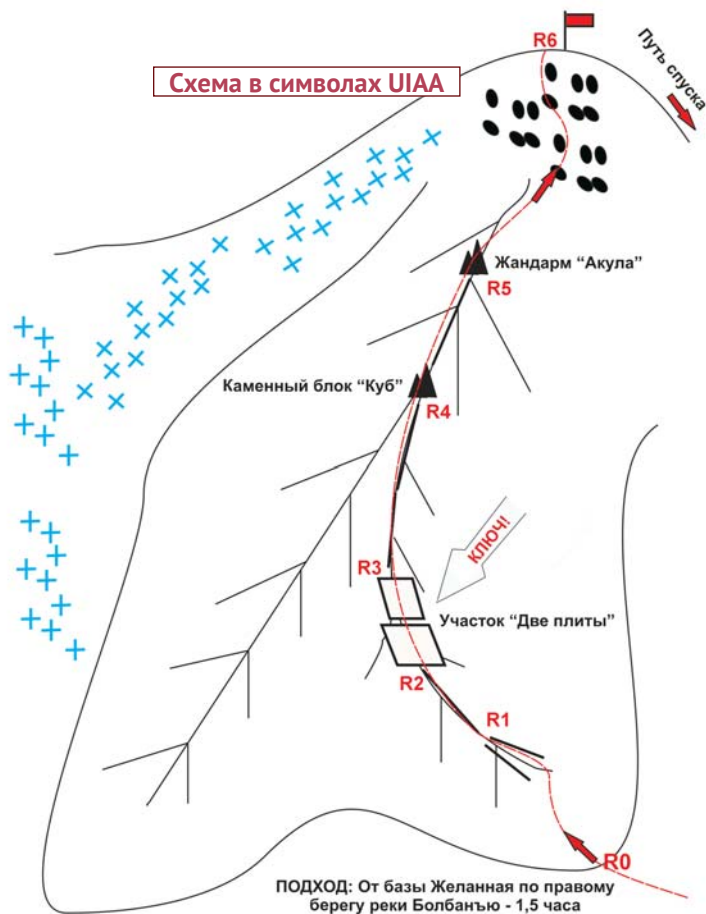 R6
Путь спуска
Схема в символах UIAA
Жандарм “Акула”
R5
Каменный блок “Куб”
R4
КЛЮЧ!
R3
Участок “Две плиты”
R2
R1
R0
ПОДХОД: От базы Желанная по правому
берегу реки Болбанъю - 1,5 часа